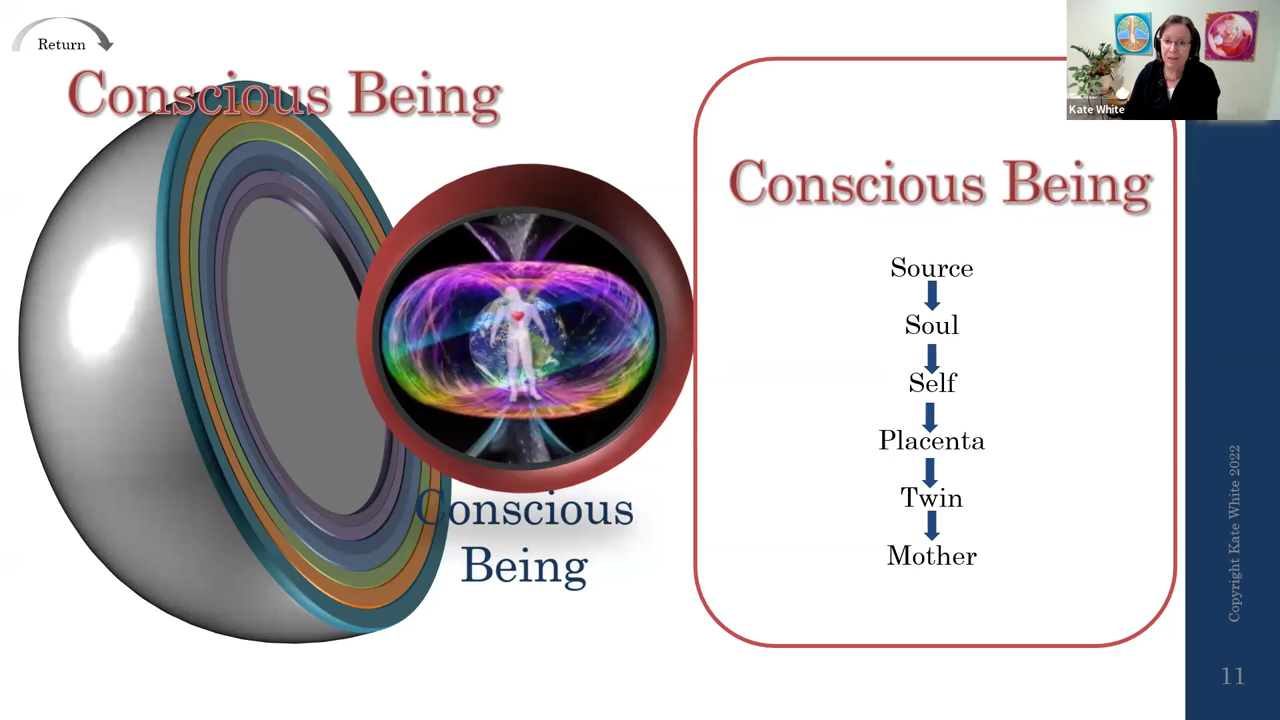 Return
Conscious Being
Kate White
Conscious Being
Source
Soul
Self
Placenta
Twin
Mother
Conscious
Being
Copyright Kate White 2022
11